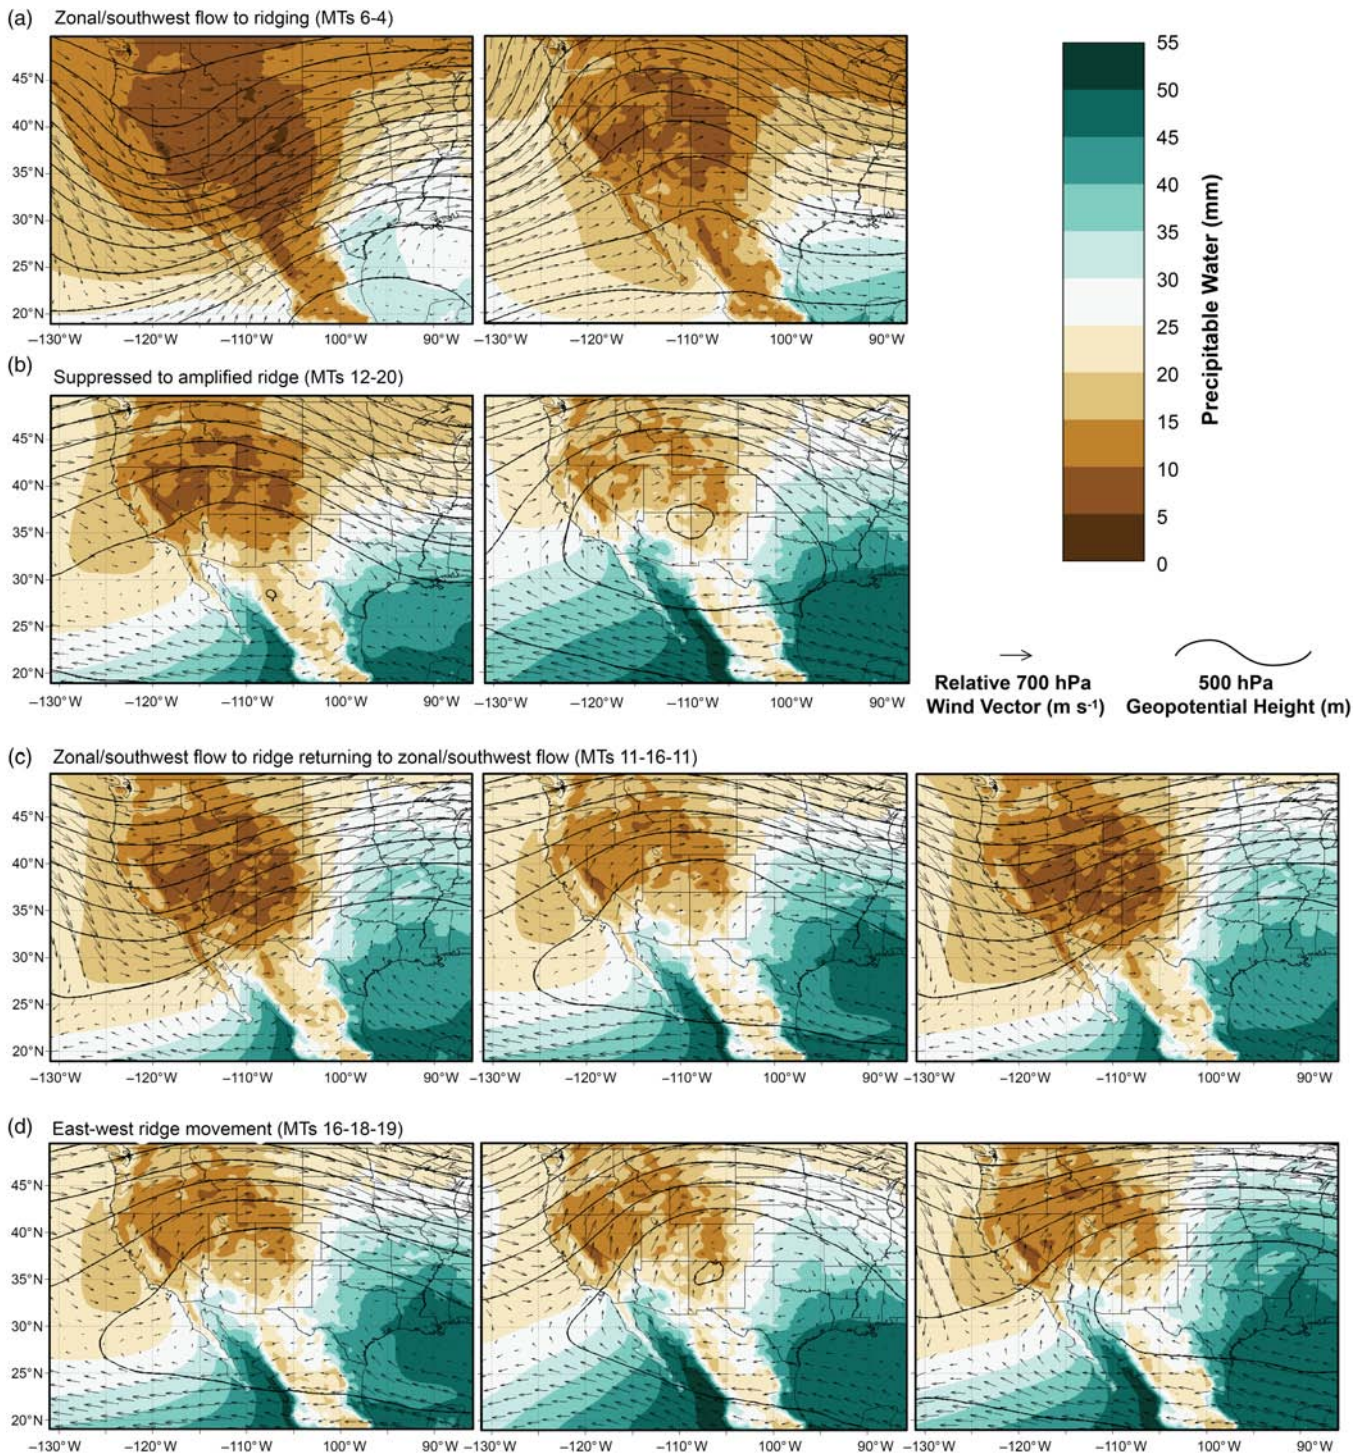 (a) Zonal/southwest flow to ridging (MTs 6-4)
45°N
40°N
35°N
30°N
25°N
20°N
−130°W −120°W −110°W 100°W 90°W
−130°W −120°W −110°W 100°W 90°W
55
50
45
40
35
30
25
20
15
10
5
0
Precipitable Water (mm)
(b) Suppressed to amplified ridge (MTs 12-20)
45°N
40°N
35°N
30°N
25°N
20°N
−130°W −120°W −110°W 100°W 90°W
−130°W −120°W −110°W 100°W 90°W
Relative 700 hPa
Wind Vector (m s-1)
500 hPa
Geopotential Height (m)
(c) Zonal/southwest flow to ridge returning to zonal/southwest flow (MTs 11-16-11)
45°N
40°N
35°N
30°N
25°N
20°N
−130°W −120°W −110°W 100°W 90°W
−130°W −120°W −110°W 100°W 90°W
−130°W −120°W −110°W 100°W 90°W
(d) East-west ridge movement (MTs 16-18-19)
45°N
40°N
35°N
30°N
25°N
20°N
−130°W −120°W −110°W 100°W 90°W
−130°W −120°W −110°W 100°W 90°W
−130°W −120°W −110°W 100°W 90°W